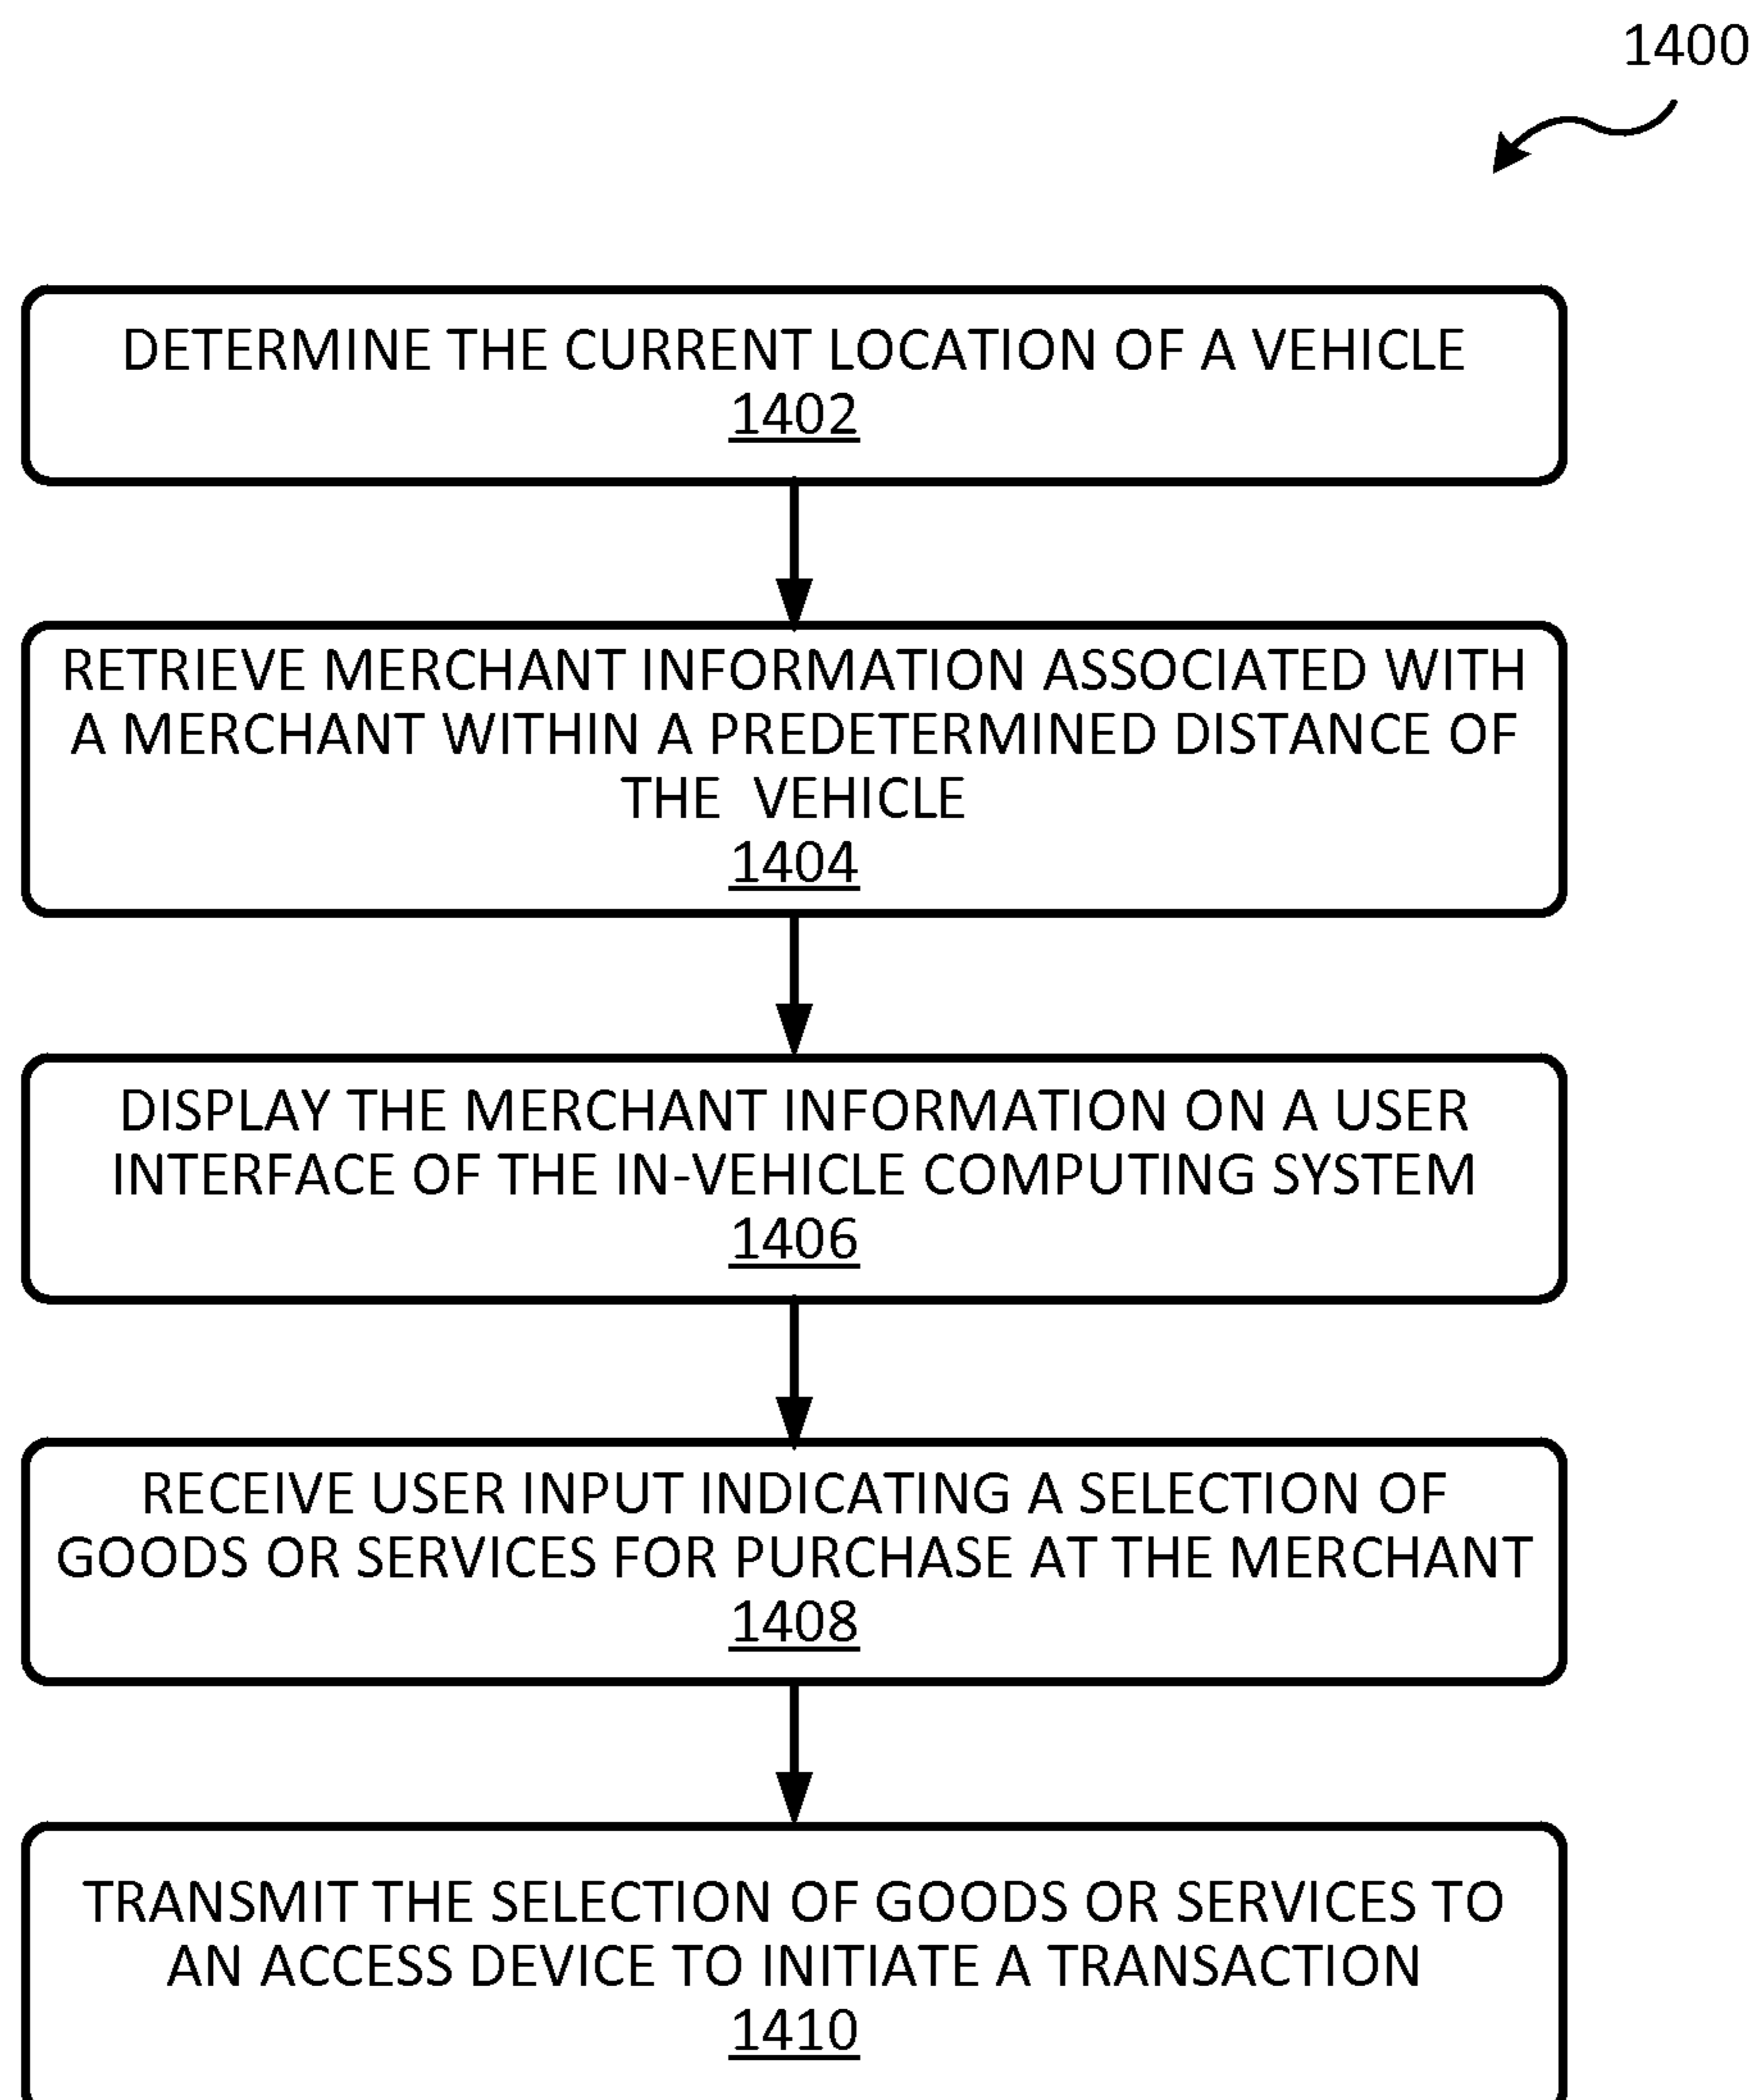 1400
DETERMINE THE CURRENT LOCATION OF A VEHICLE
1402
RETRIEVE MERCHANT INFORMATION ASSOCIATED WITH
A MERCHANT WITHIN A PREDETERMINED DISTANCE OF
THE VEHICLE
1404
DISPLAY THE MERCHANT INFORMATION ON A USER
INTERFACE OF THE IN-VEHICLE COMPUTING SYSTEM
1406
RECEIVE USER INPUT INDICATING A SELECTION OF
GOODS OR SERVICES FOR PURCHASE AT THE MERCHANT
1408
TRANSMIT THE SELECTION OF GOODS OR SERVICES TO
AN ACCESS DEVICE TO INITIATE A TRANSACTION
1410